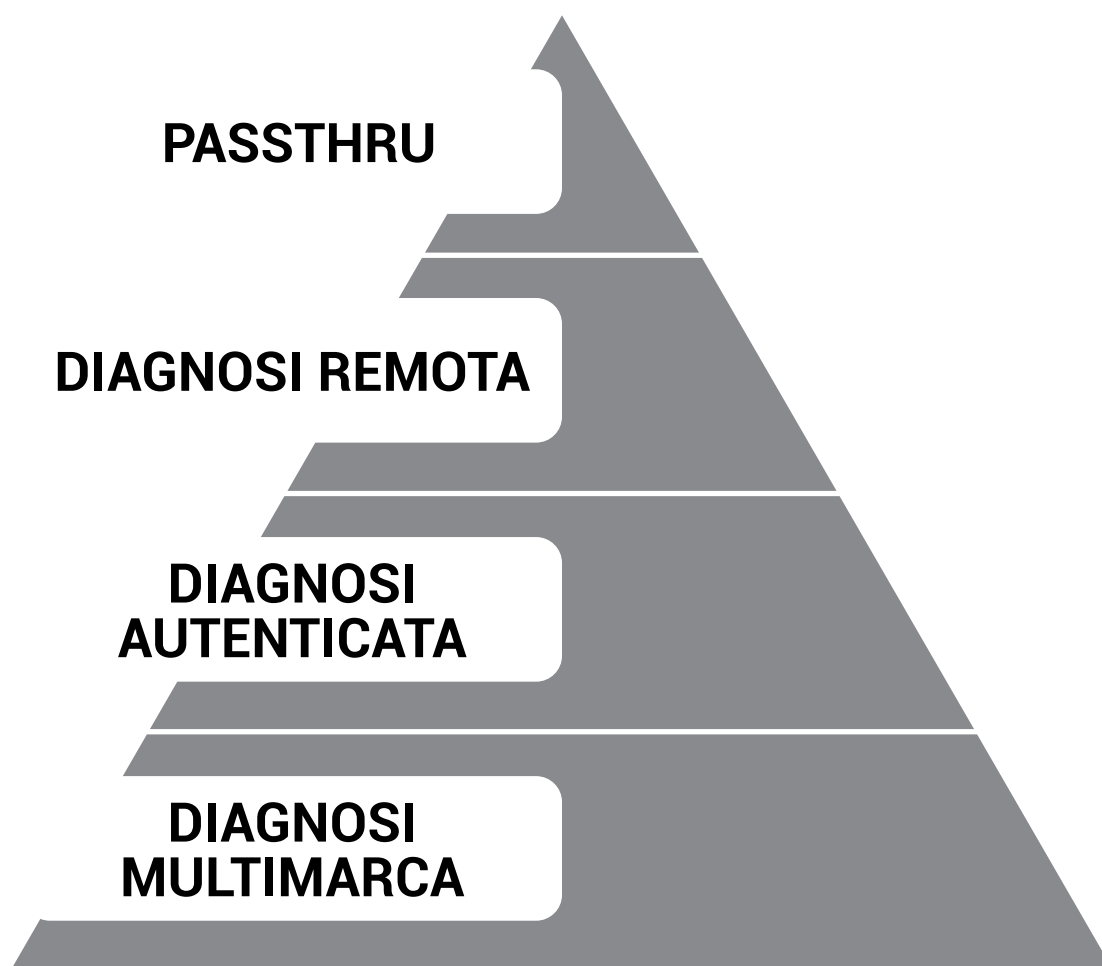 PASSTHRU
DIAGNOSI REMOTA
DIAGNOSI
AUTENTICATA
DIAGNOSI
MULTIMARCA